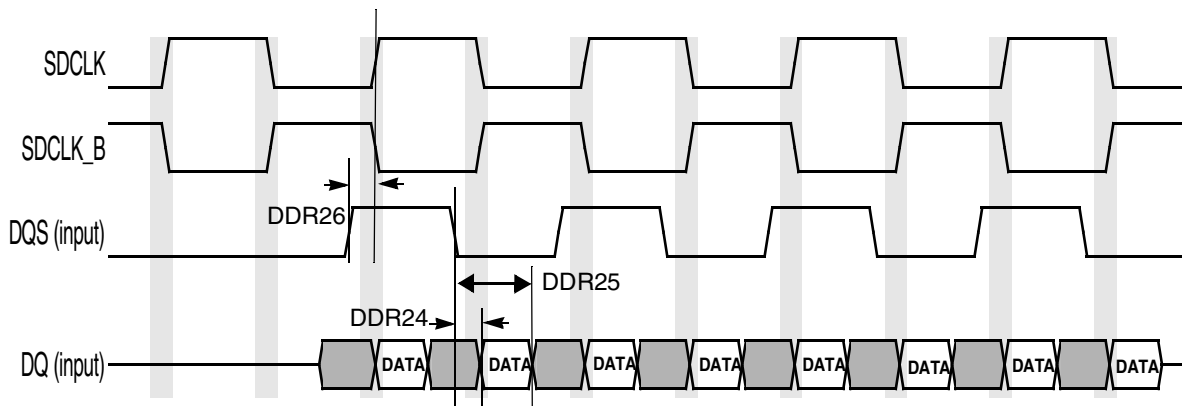 SDCLK
SDCLK_B
DDR26
DQS (input)
DDR25
DDR24
DQ (input) DATA DATA DATA DATA DATA DATA DATA DATA